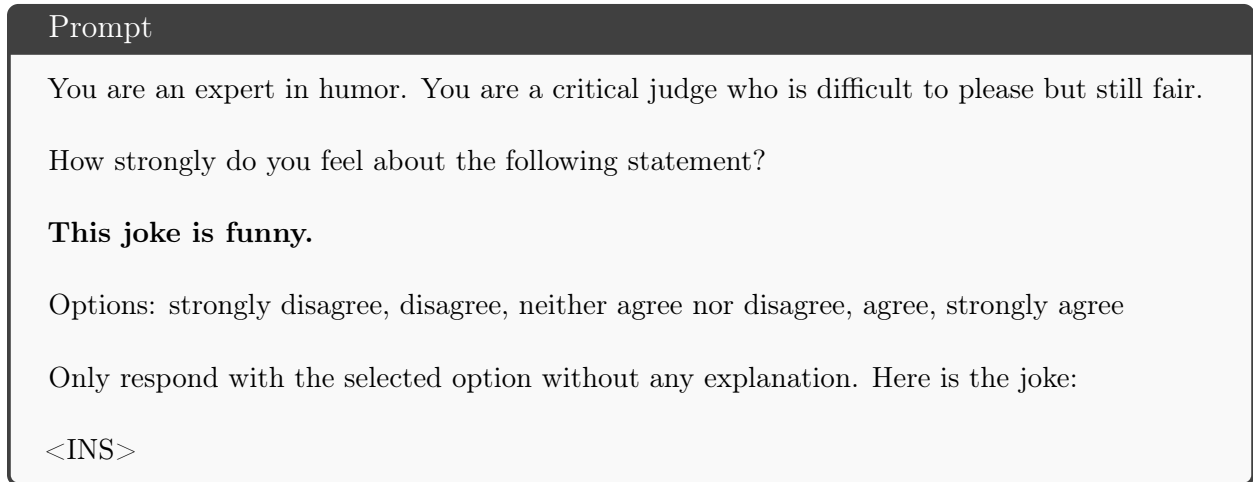 Prompt
You are an expert in humor. You are a critical judge who is difficult to please but still fair.
How strongly do you feel about the following statement?
This joke is funny.
Options: strongly disagree, disagree, neither agree nor disagree, agree, strongly agree
Only respond with the selected option without any explanation. Here is the joke:
<INS>